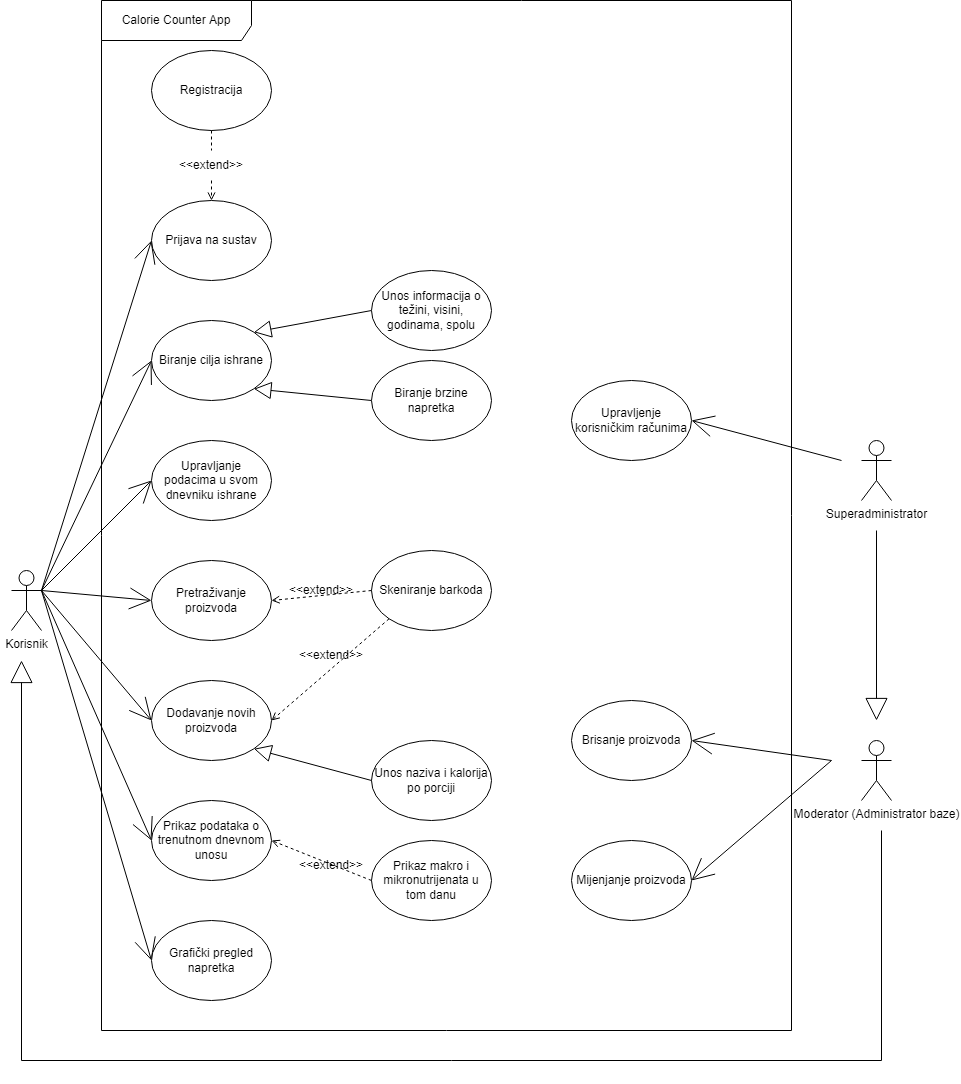 Calorie Counter App
Registracija
<<extend>>
Prijava na sustav
Unos informacija o
težini, visini,
godinama, spolu
Biranje cilja ishrane
Biranje brzine
napretka
Upravljenje
korisničkim računima
Upravljanje
podacima u svom
dnevniku ishrane
Superadministrator
Pretraživanje
proizvoda
<<extend>>
Skeniranje barkoda
Korisnik
<<extend>>
Dodavanje novih
proizvoda
Brisanje proizvoda
Unos naziva i kalorija
po porciji
Moderator (Administrator baze)
Prikaz podataka o
trenutnom dnevnom
unosu
<<extend>>
Prikaz makro i
mikronutrijenata u
tom danu
Mijenjanje proizvoda
Grafički pregled
napretka